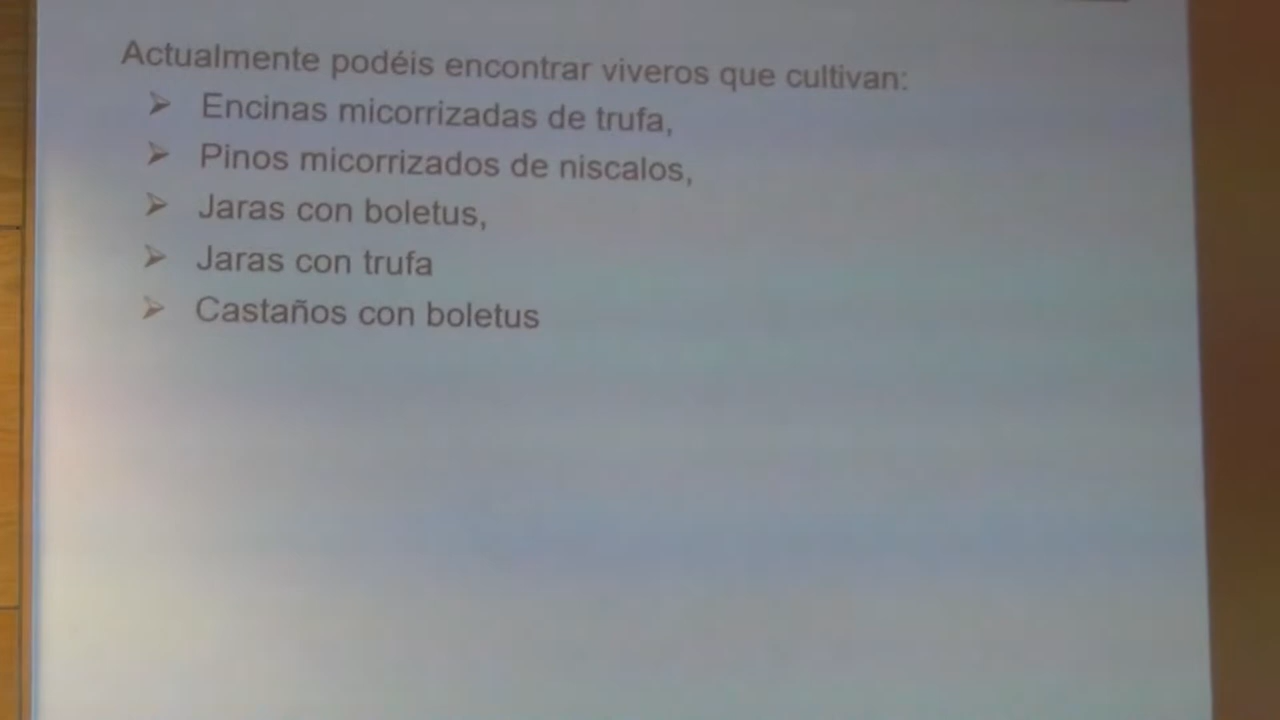 Actualmente podéis encontrar viveros que cultivan:
Encinas micorrizadas de trufa,
Pinos micorrizados de niscalos,
Jaras con boletus,
Jaras con trufa
Castaños con boletus